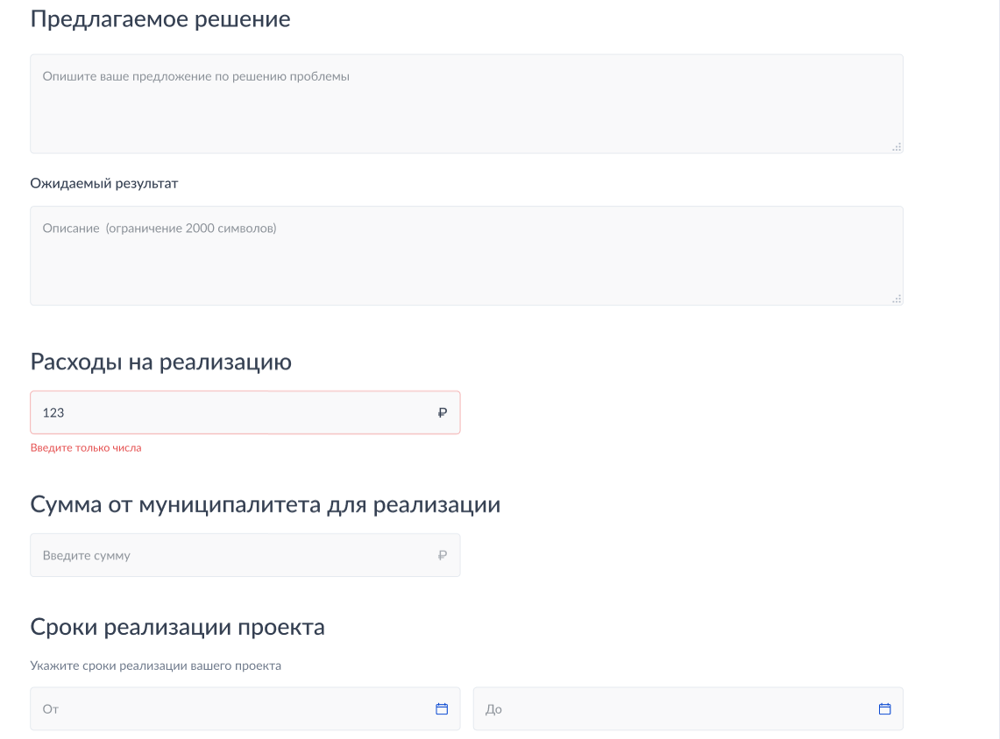 Предлагаемое решение
Опишите ваше предложение по решению проблемы
Ожидаемый результат
Описание  (ограничение 2000 символов)
Расходы на реализацию
123 ₽
Введите только числа
Сумма от муниципалитета для реализации
Введите сумму ₽
Сроки реализации проекта
Укажите сроки реализации вашего проекта
От До